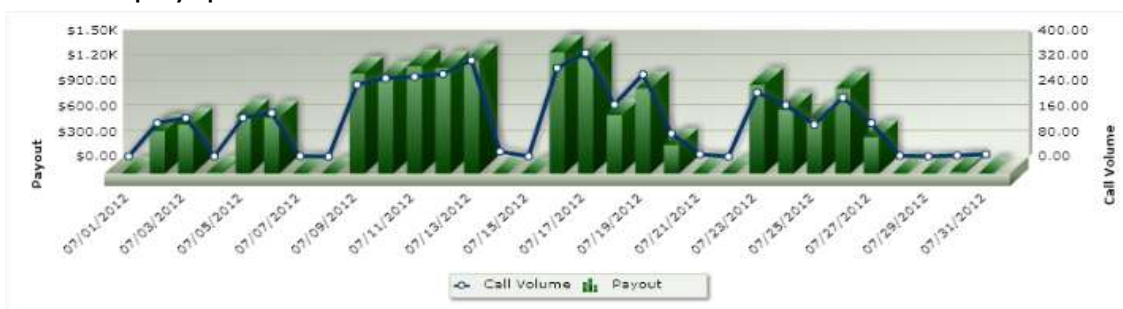 $1.50K 400.00
$1.20K 320.00
$900.00 240.00
$600.00 160.00
$300.00 80.00
$0.00 0.00
Payout
Call Volume
07/01/2012 07/03/2012 07/05/2012 07/07/2012 07/09/2012 07/11/2012 07/13/2012 07/15/2012 07/17/2012 07/19/2012 07/21/2012 07/23/2012 07/25/2012 07/27/2012 07/29/2012 07/31/2012
Call Volume Payout